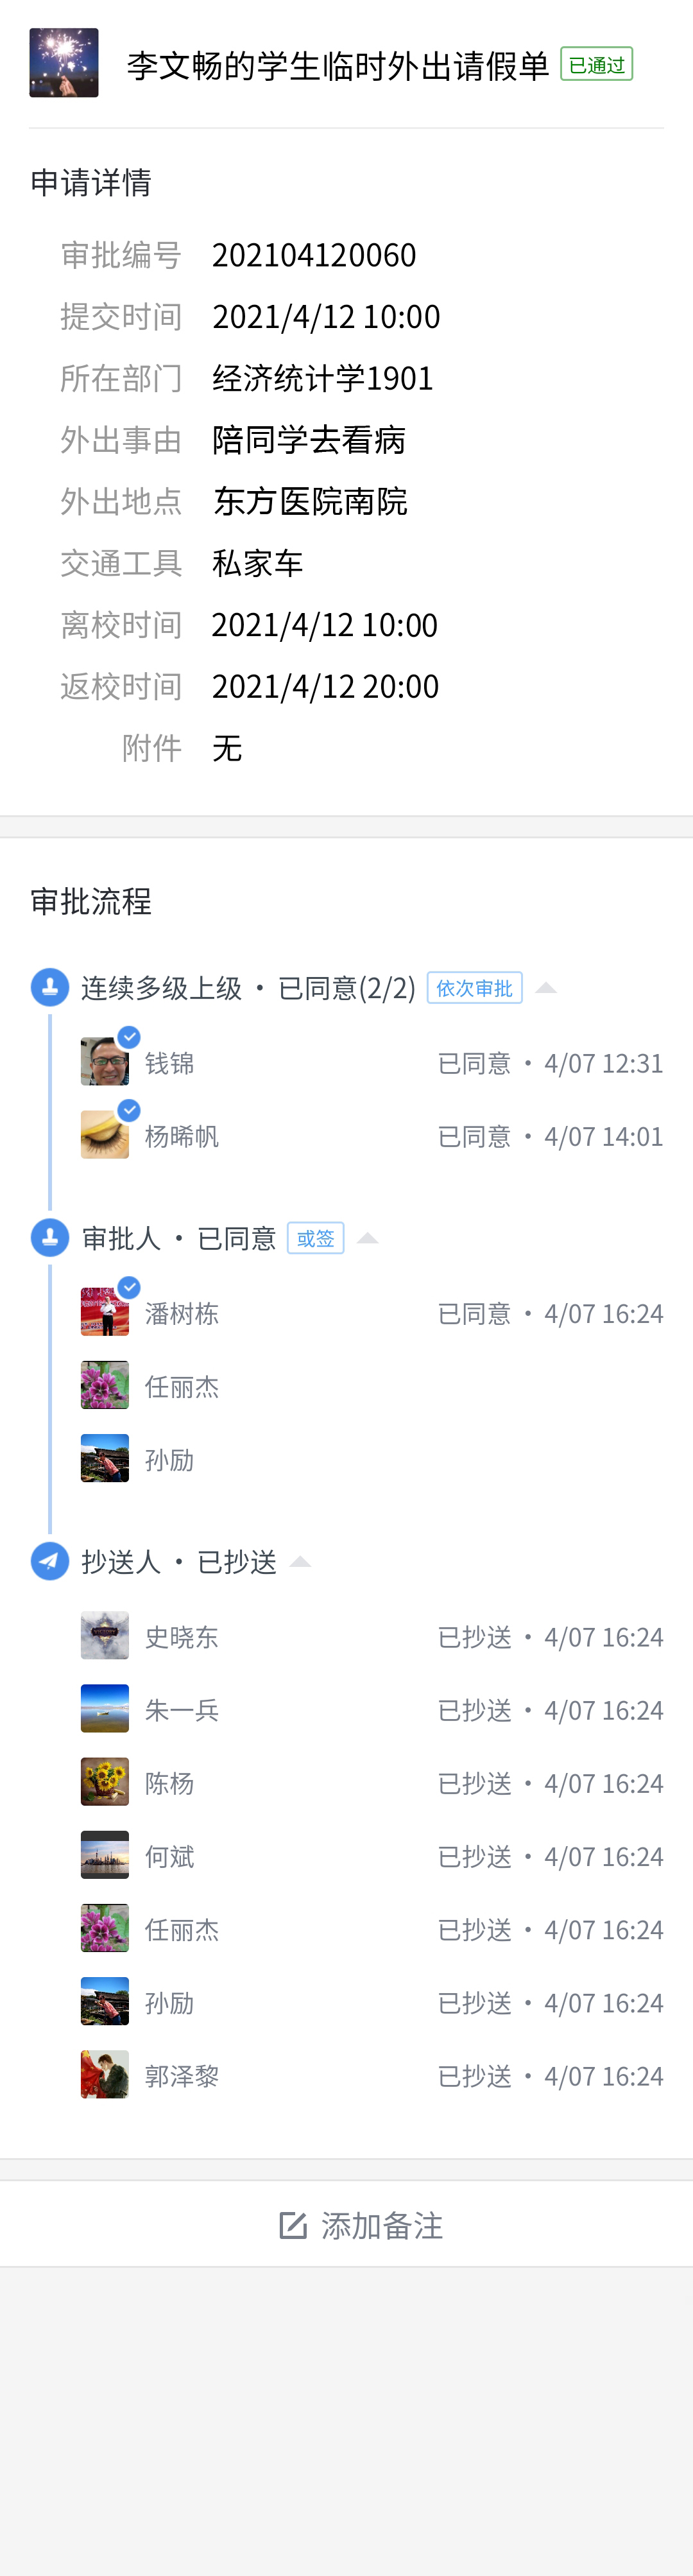 李文畅的学生临时外出请假单 已通过
申请详情
审批编号 202104120060
提交时间 2021/4/12 10:00
所在部门 经济统计学1901
外出事由 陪同学去看病
外出地点 东方医院南院
交通工具 私家车
离校时间 2021/4/12 10:00
返校时间 2021/4/12 20:00
附件 无
审批流程
连续多级上级 · 已同意(2/2) 依次审批
钱锦 已同意 · 4/07 12:31
杨晞帆 已同意 · 4/07 14:01
审批人 · 已同意 或签
潘树栋 已同意 · 4/07 16:24
任丽杰
孙励
抄送人 · 已抄送
史晓东 已抄送 · 4/07 16:24
朱一兵 已抄送 · 4/07 16:24
陈杨 已抄送 · 4/07 16:24
何斌 已抄送 · 4/07 16:24
任丽杰 已抄送 · 4/07 16:24
孙励 已抄送 · 4/07 16:24
郭泽黎 已抄送 · 4/07 16:24
添加备注